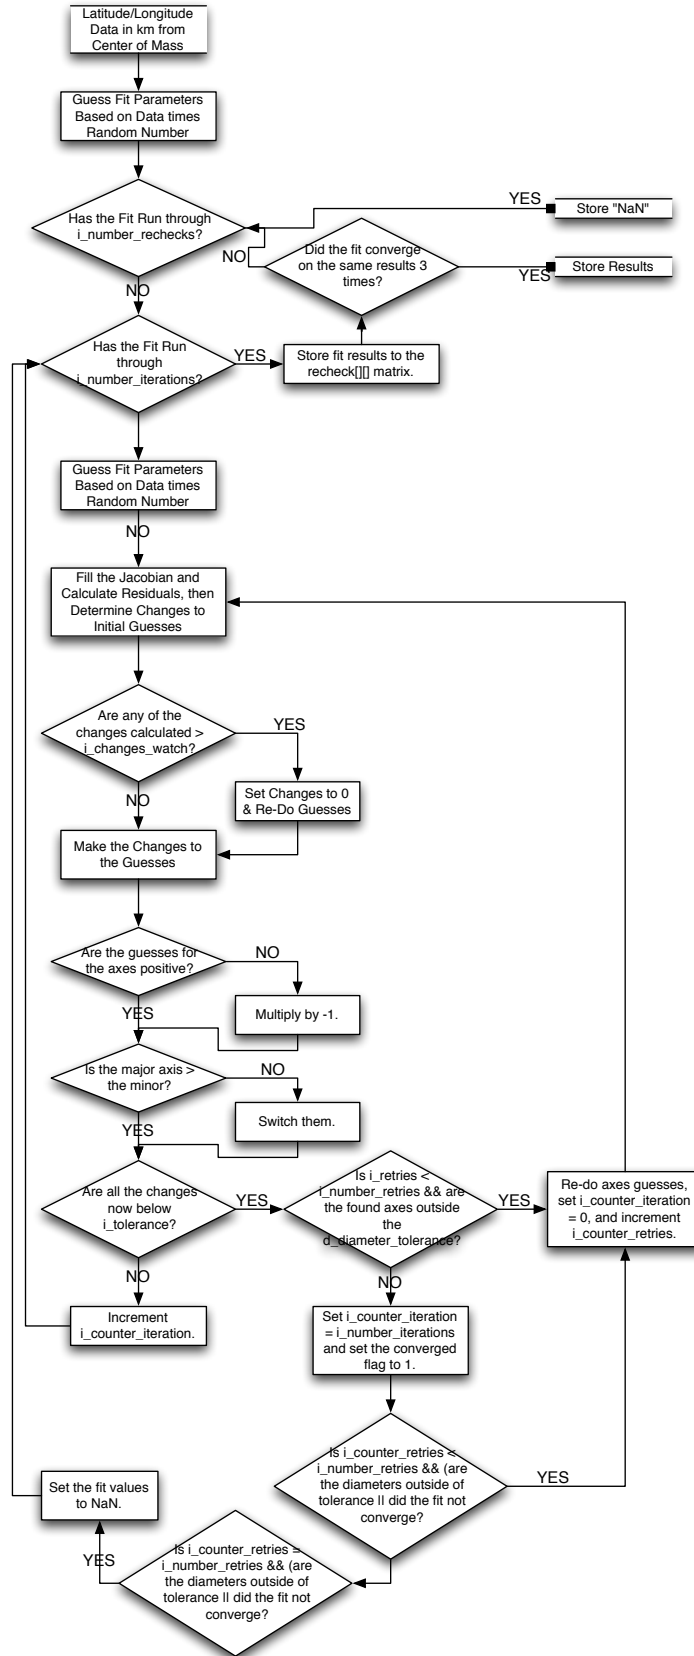 Latitude/Longitude
Data in km from
Center of Mass
Guess Fit Parameters
Based on Data times
Random Number
Has the Fit Run through
i_number_rechecks?
YES
Store "NaN"
NO
Did the fit converge
on the same results 3
times?
YES
Store Results
NO
Has the Fit Run
through
i_number_iterations?
YES
Store fit results to the
recheck[][] matrix.
Guess Fit Parameters
Based on Data times
Random Number
NO
Fill the Jacobian and
Calculate Residuals, then
Determine Changes to
Initial Guesses
Are any of the
changes calculated >
i_changes_watch?
YES
Set Changes to 0
& Re-Do Guesses
NO
Make the Changes to
the Guesses
Are the guesses for
the axes positive?
NO
Multiply by -1.
YES
Is the major axis >
the minor?
NO
Switch them.
YES
Are all the changes
now below
i_tolerance?
YES
Is i_retries <
i_number_retries && are
the found axes outside
the
d_diameter_tolerance?
YES
Re-do axes guesses,
set i_counter_iteration
= 0, and increment
i_counter_retries.
NO
Increment
i_counter_iteration.
NO
Set i_counter_iteration
= i_number_iterations
and set the converged
flag to 1.
Is i_counter_retries <
i_number_retries && (are
the diameters outside of
tolerance || did the fit not
converge?
YES
Set the fit values
to NaN.
YES
Is i_counter_retries =
i_number_retries && (are
the diameters outside of
tolerance || did the fit not
converge?